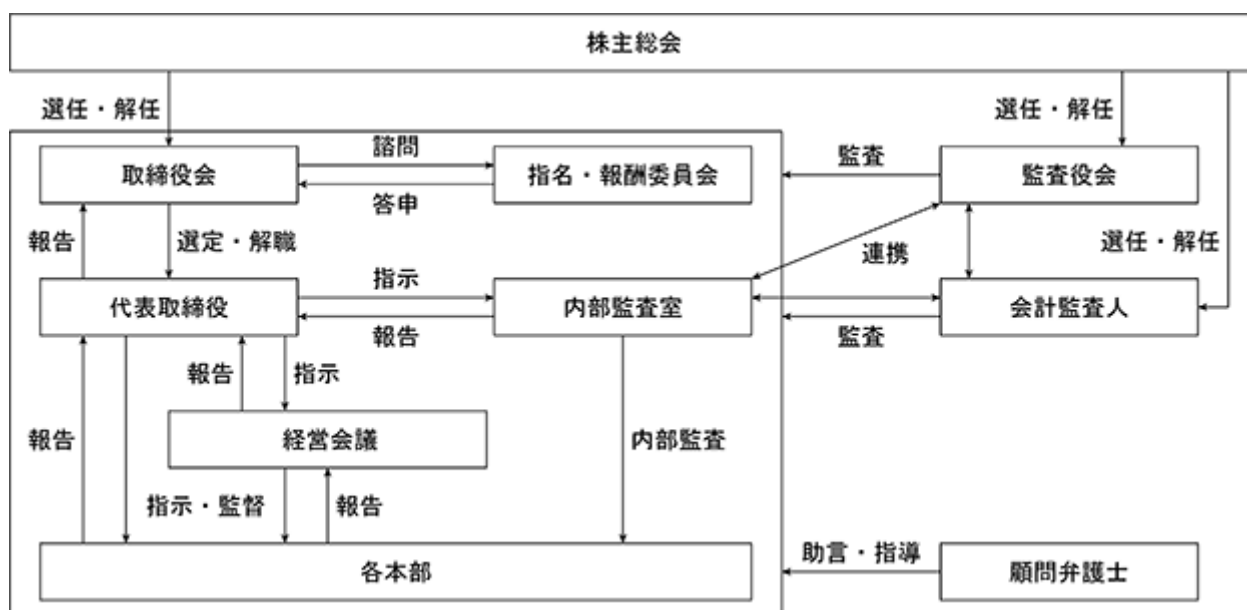 株主総会
選任・解任
選任・解任
取締役会
諮問
答申
指名・報酬委員会
監査
監査役会
報告
選定・解職
連携
選任・解任
代表取締役
指示
報告
内部監査室
監査
会計監査人
報告
指示
報告
経営会議
内部監査
指示・監督
報告
各本部
助言・指導
顧問弁護士